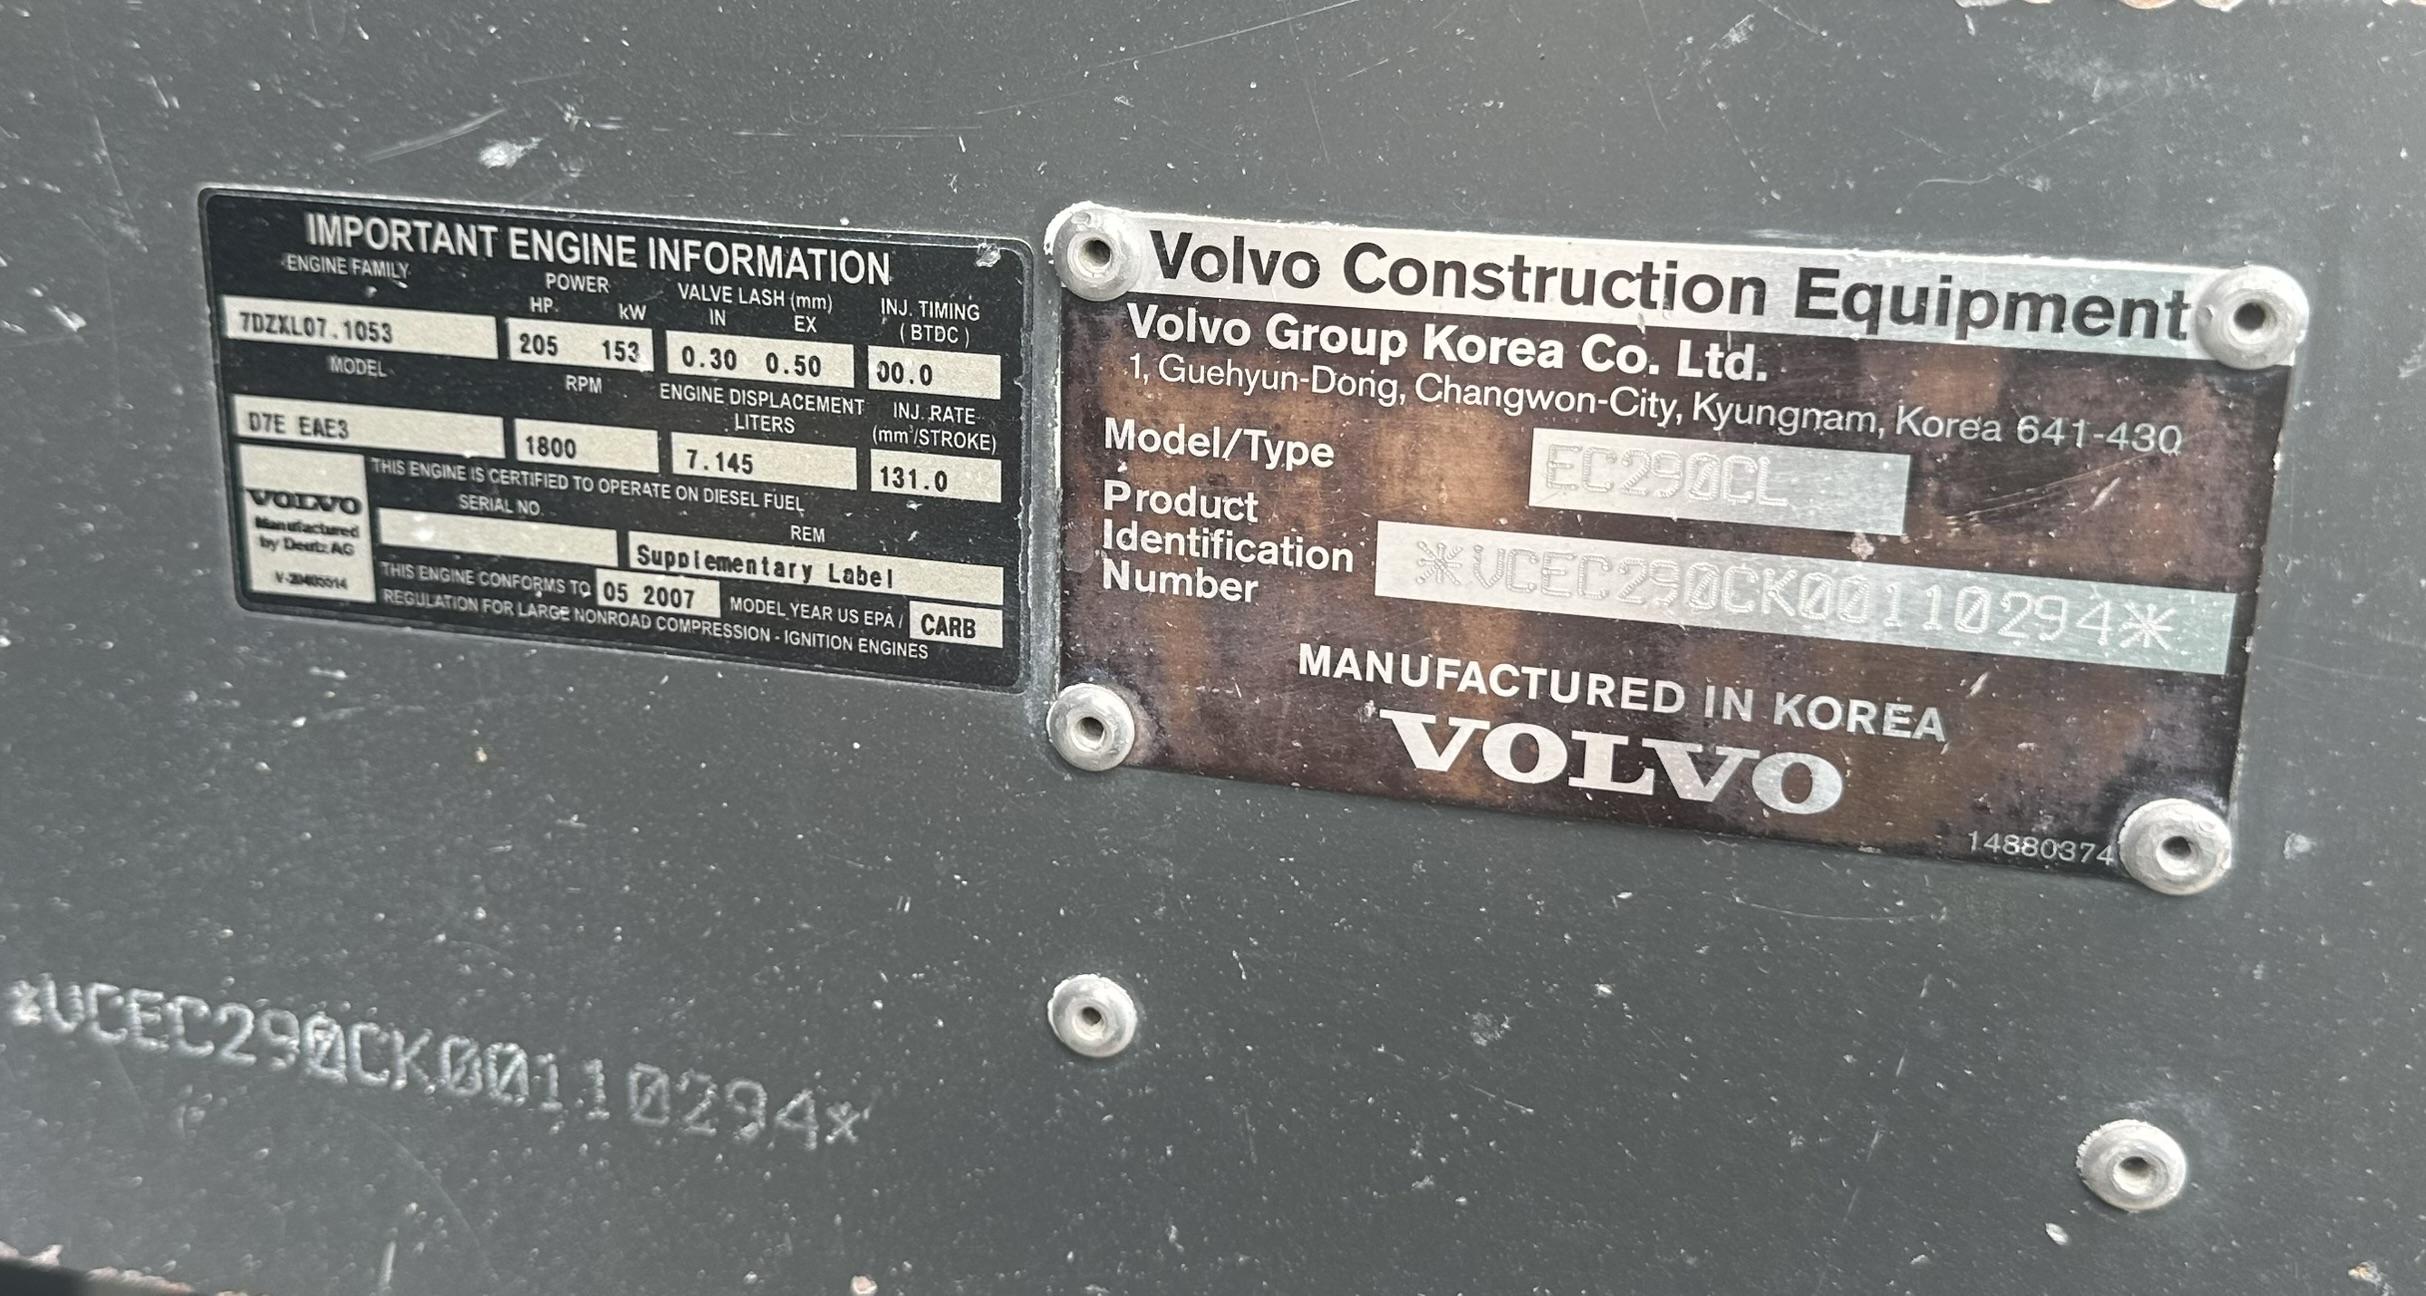 IMPORTANT ENGINE INFORMATION
ENGINE FAMILY
POWER
HP. kW
VALVE LASH (mm)
IN EX
INJ. TIMING
(BTDC)
7DZXL07.1053
205 153
0.30 0.50
00.0
MODEL
RPM
ENGINE DISPLACEMENT
LITERS
INJ. RATE
(mm³/STROKE)
D7E EAE3
1800
7.145
131.0
THIS ENGINE IS CERTIFIED TO OPERATE ON DIESEL FUEL
SERIAL NO.
REM
Supplementary Label
VOLVO
Manufactured
by Deutz AG
THIS ENGINE CONFORMS TO 05 2007 MODEL YEAR US EPA / CARB
REGULATION FOR LARGE NONROAD COMPRESSION - IGNITION ENGINES
Volvo Construction Equipment
Volvo Group Korea Co. Ltd.
1, Guehyun-Dong, Changwon-City, Kyungnam, Korea 641-430
Model/Type EC290CL
Product
Identification
Number
*VCEC290CK00110294*
MANUFACTURED IN KOREA
VOLVO
14880374
*VCEC290CK00110294*